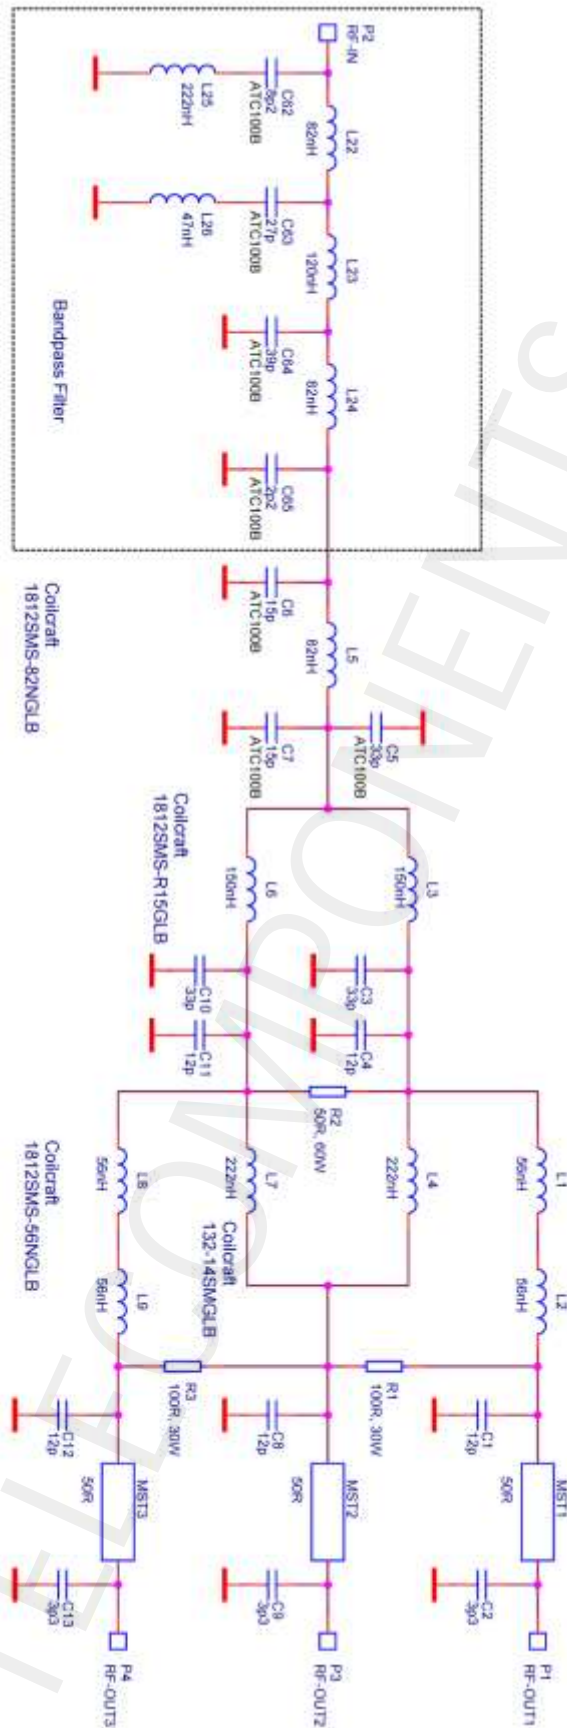 P2
RF-IN
L22
82nH
C62
8p2
ATC100B
L25
222nH
L23
120nH
C63
27p
ATC100B
L26
47nH
L24
82nH
C64
39p
ATC100B
C65
2p2
ATC100B
Bandpass Filter
L5
82nH
C6
15p
ATC100B
Coilcraft
1812SMS-82NGLB
C5
33p
ATC100B
C7
15p
ATC100B
L3
150nH
L6
150nH
Coilcraft
1812SMS-R15GLB
C3
33p
C4
12p
C10
33p
C11
12p
R2
50R, 60W
L1
56nH
L2
56nH
L4
222nH
L7
222nH
Coilcraft
132-14SMGLB
L8
56nH
L9
56nH
Coilcraft
1812SMS-56NGLB
R1
100R, 30W
R3
100R, 30W
C1
12p
MST1
50R
C2
3p3
P1
RF-OUT1
C8
12p
MST2
50R
C9
3p3
P3
RF-OUT2
C12
12p
MST3
50R
C13
3p3
P4
RF-OUT3
TELECOMPONENTS